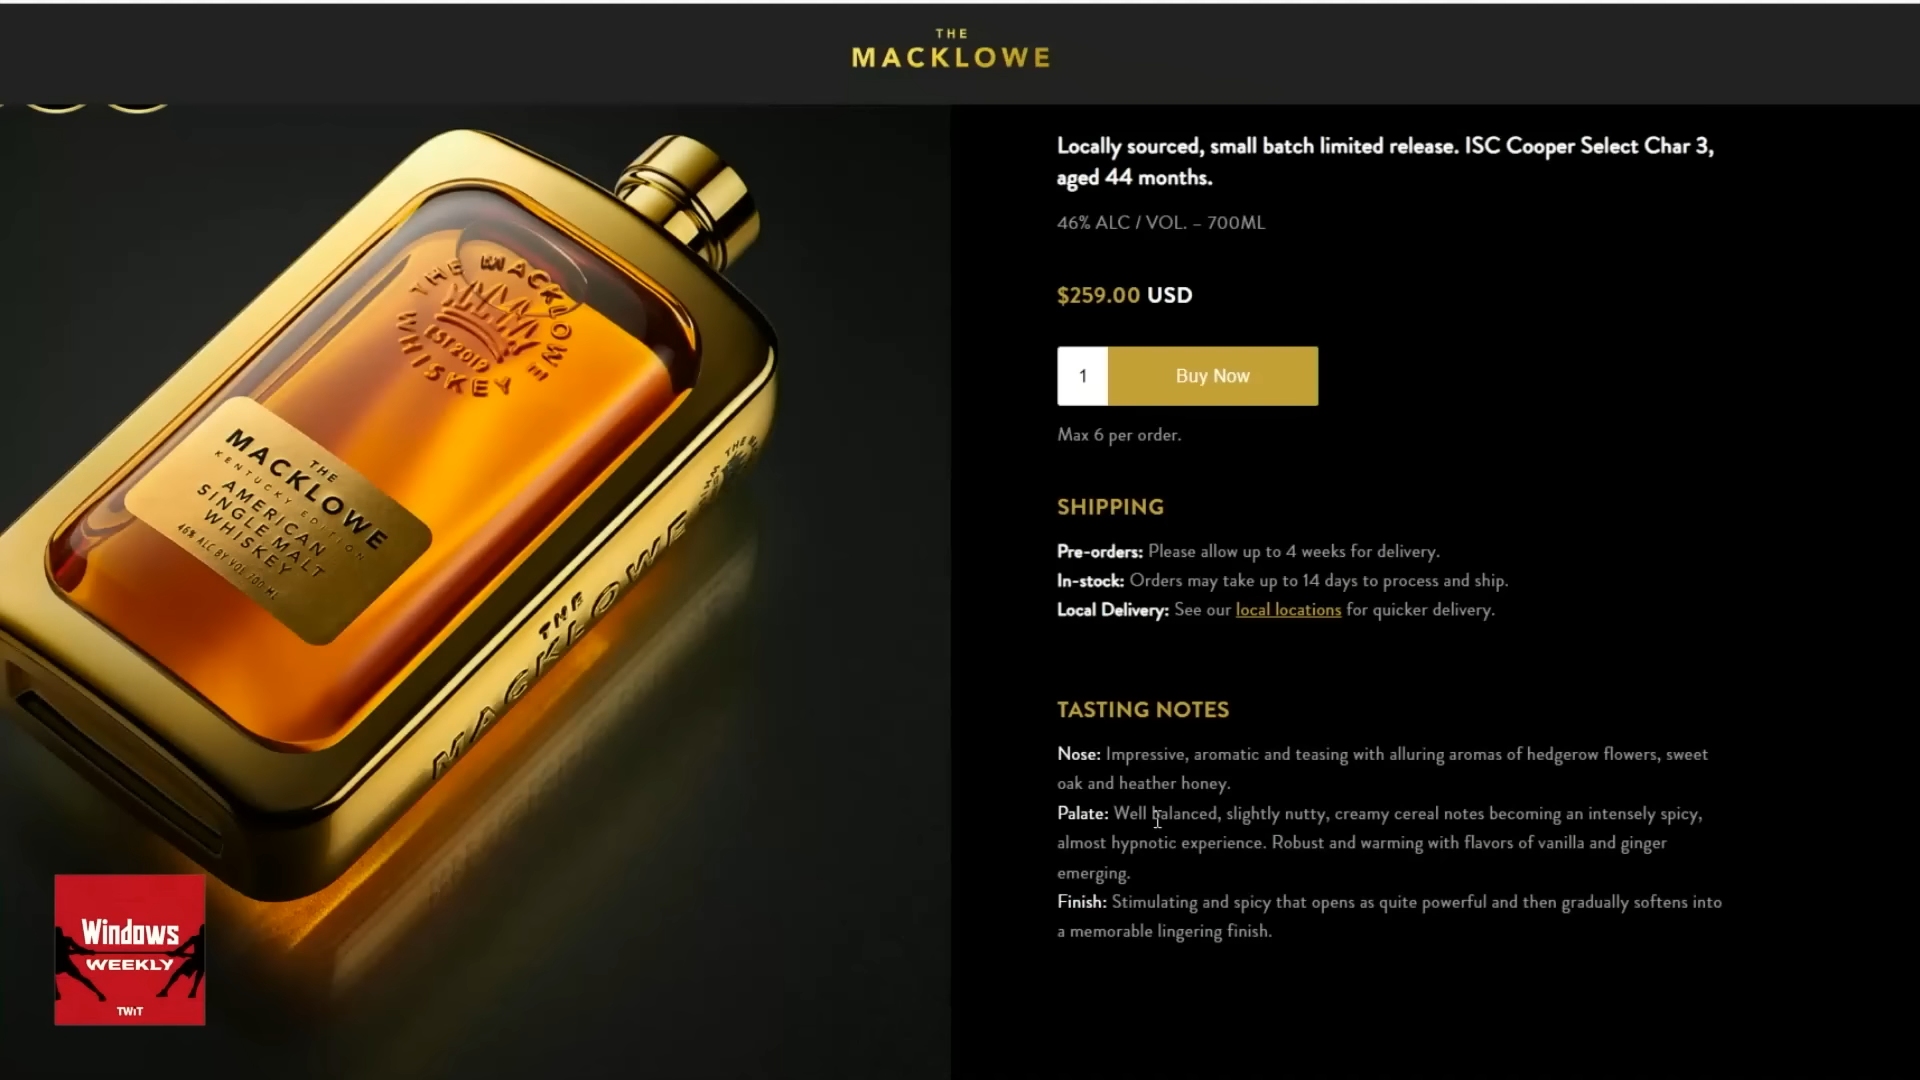 THE
MACKLOWE
Locally sourced, small batch limited release. ISC Cooper Select Char 3,
aged 44 months.
46% ALC / VOL. – 700ML
$259.00 USD
1 Buy Now
Max 6 per order.
SHIPPING
Pre-orders: Please allow up to 4 weeks for delivery.
In-stock: Orders may take up to 14 days to process and ship.
Local Delivery: See our local locations for quicker delivery.
TASTING NOTES
Nose: Impressive, aromatic and teasing with alluring aromas of hedgerow flowers, sweet
oak and heather honey.
Palate: Well balanced, slightly nutty, creamy cereal notes becoming an intensely spicy,
almost hypnotic experience. Robust and warming with flavors of vanilla and ginger
emerging.
Finish: Stimulating and spicy that opens as quite powerful and then gradually softens into
a memorable lingering finish.
THE MACKLOWE
EST 2019
WHISKEY
THE
MACKLOWE
KENTUCKY EDITION
AMERICAN
SINGLE MALT
WHISKEY
46% ALC BY VOL 700 ML
THE
MACKLOWE
Windows
WEEKLY
TWiT